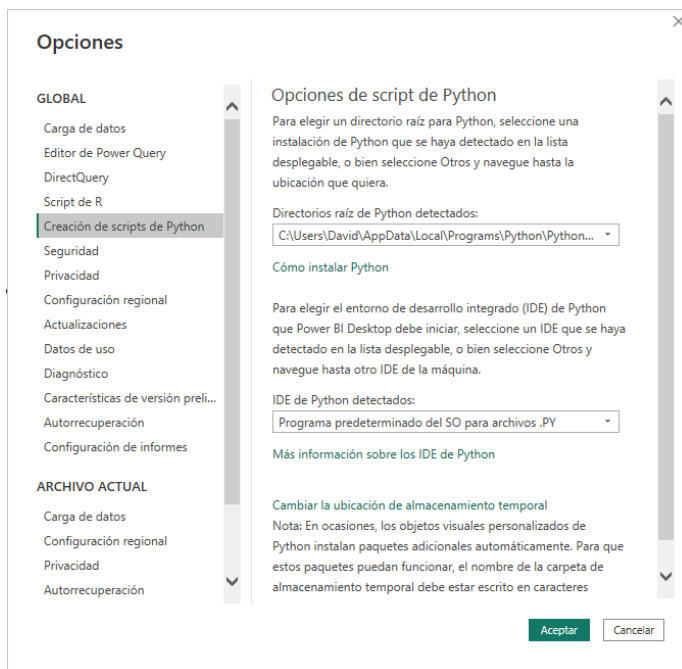 Opciones
GLOBAL
Carga de datos
Editor de Power Query
DirectQuery
Script de R
Creación de scripts de Python
Seguridad
Privacidad
Configuración regional
Actualizaciones
Datos de uso
Diagnóstico
Características de versión preli...
Autorrecuperación
Configuración de informes
ARCHIVO ACTUAL
Carga de datos
Configuración regional
Privacidad
Autorrecuperación
Opciones de script de Python
Para elegir un directorio raíz para Python, seleccione una
instalación de Python que se haya detectado en la lista
desplegable, o bien seleccione Otros y navegue hasta la
ubicación que quiera.
Directorios raíz de Python detectados:
C:\Users\David\AppData\Local\Programs\Python\Python...
Cómo instalar Python
Para elegir el entorno de desarrollo integrado (IDE) de Python
que Power BI Desktop debe iniciar, seleccione un IDE que se haya
detectado en la lista desplegable, o bien seleccione Otros y
navegue hasta otro IDE de la máquina.
IDE de Python detectados:
Programa predeterminado del SO para archivos .PY
Más información sobre los IDE de Python
Cambiar la ubicación de almacenamiento temporal
Nota: En ocasiones, los objetos visuales personalizados de
Python instalan paquetes adicionales automáticamente. Para que
estos paquetes puedan funcionar, el nombre de la carpeta de
almacenamiento temporal debe estar escrito en caracteres
Aceptar
Cancelar